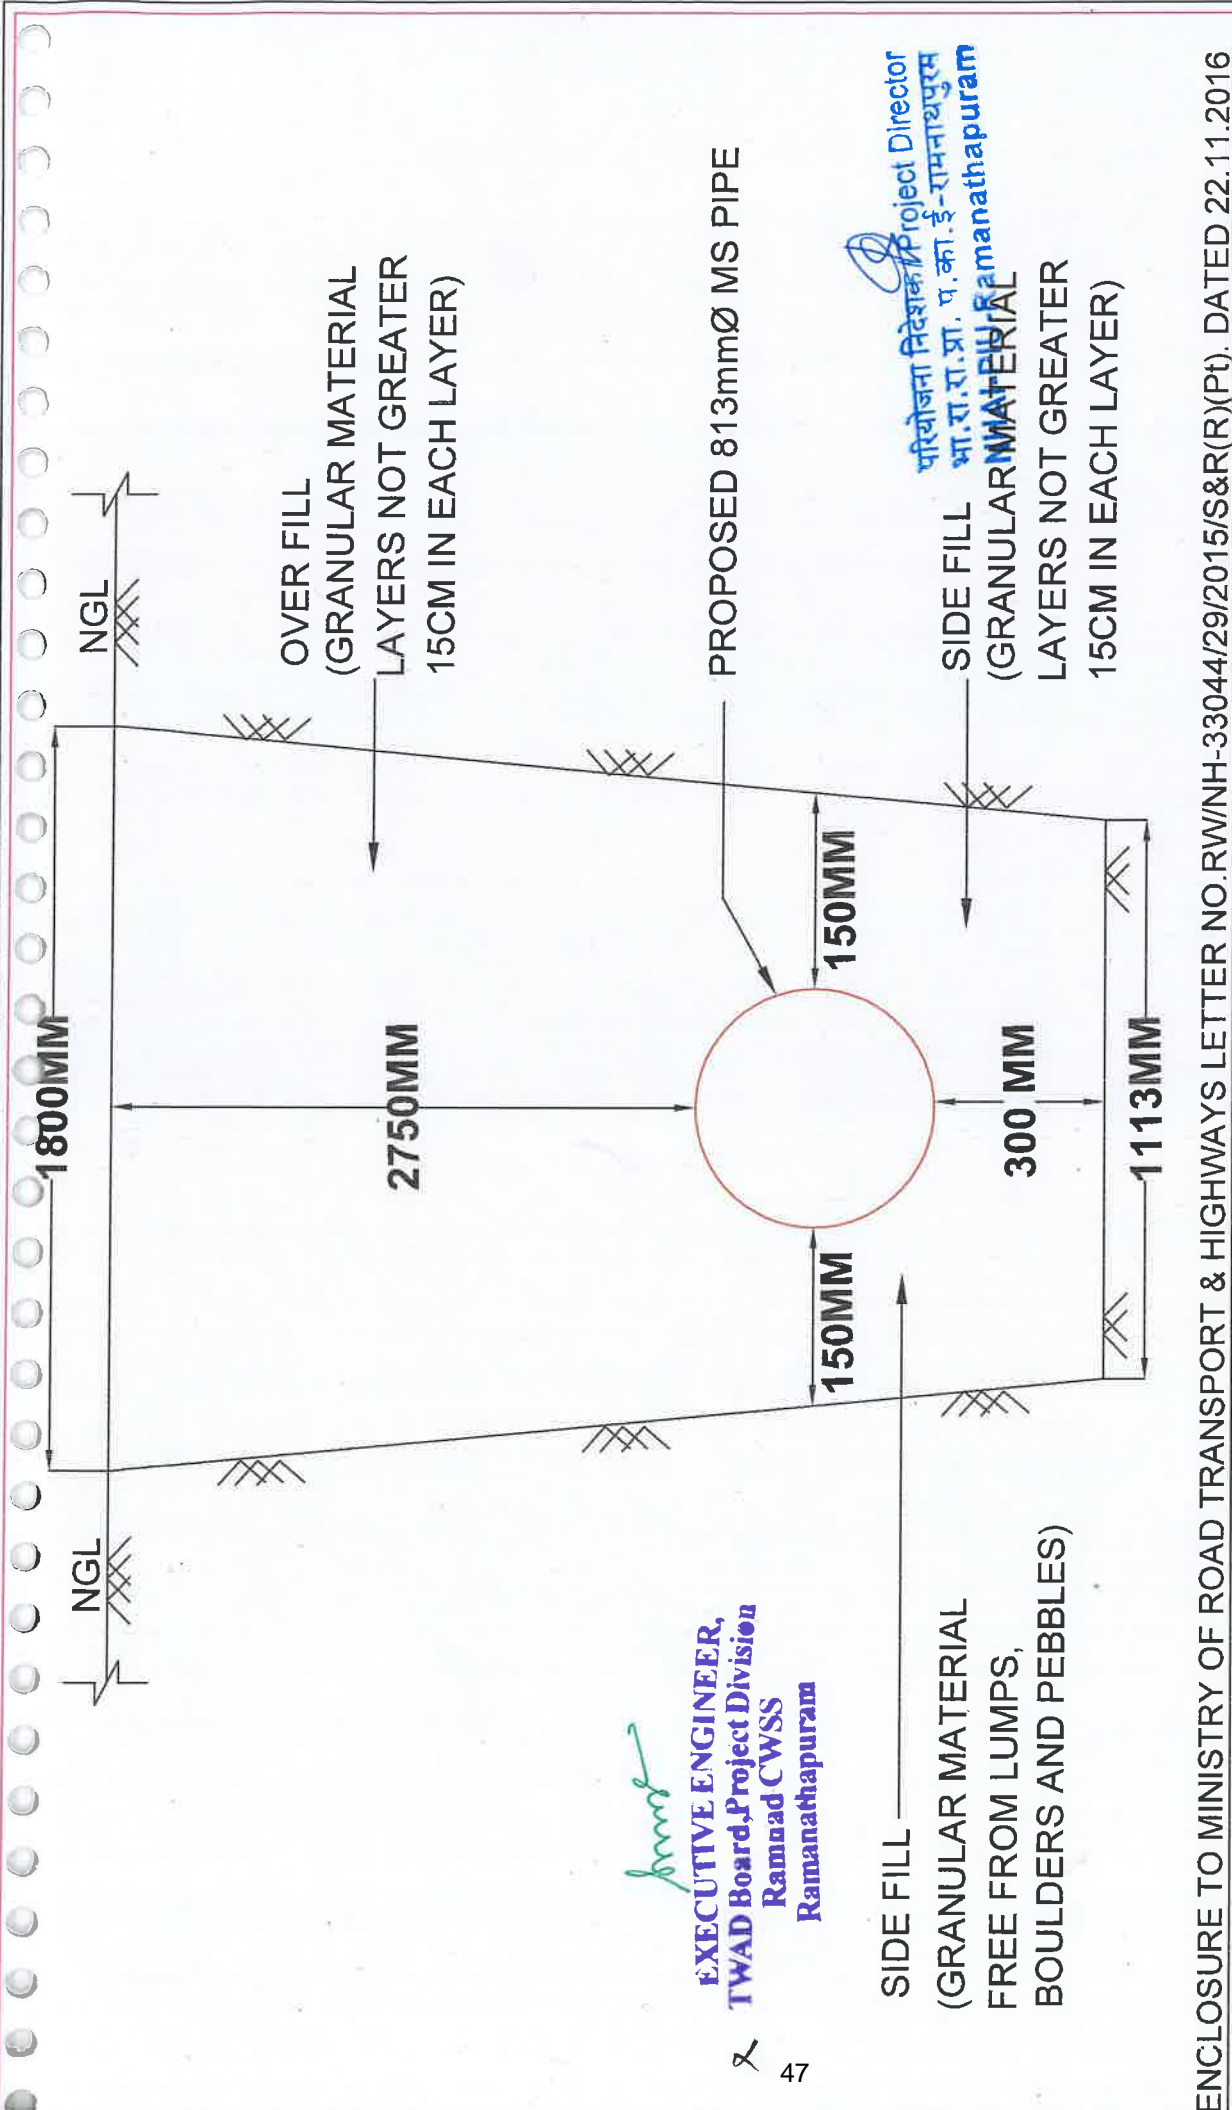 1800MM
NGL
NGL
OVER FILL
(GRANULAR MATERIAL
LAYERS NOT GREATER
15CM IN EACH LAYER)
2750MM
PROPOSED 813mmØ MS PIPE
150MM
150MM
300 MM
1113MM
EXECUTIVE ENGINEER,
TWAD Board,Project Division
Ramnad CWSS
Ramanathapuram
परियोजना निदेशक/Project Director
भा.रा.रा.प्रा. प.का.ई-रामनाथपुरम
NHAI-PIU-Ramanathapuram
SIDE FILL
(GRANULAR MATERIAL
LAYERS NOT GREATER
15CM IN EACH LAYER)
SIDE FILL
(GRANULAR MATERIAL
FREE FROM LUMPS,
BOULDERS AND PEBBLES)
47
ENCLOSURE TO MINISTRY OF ROAD TRANSPORT & HIGHWAYS LETTER NO.RW/NH-33044/29/2015/S&R(R)(Pt). DATED 22.11.2016